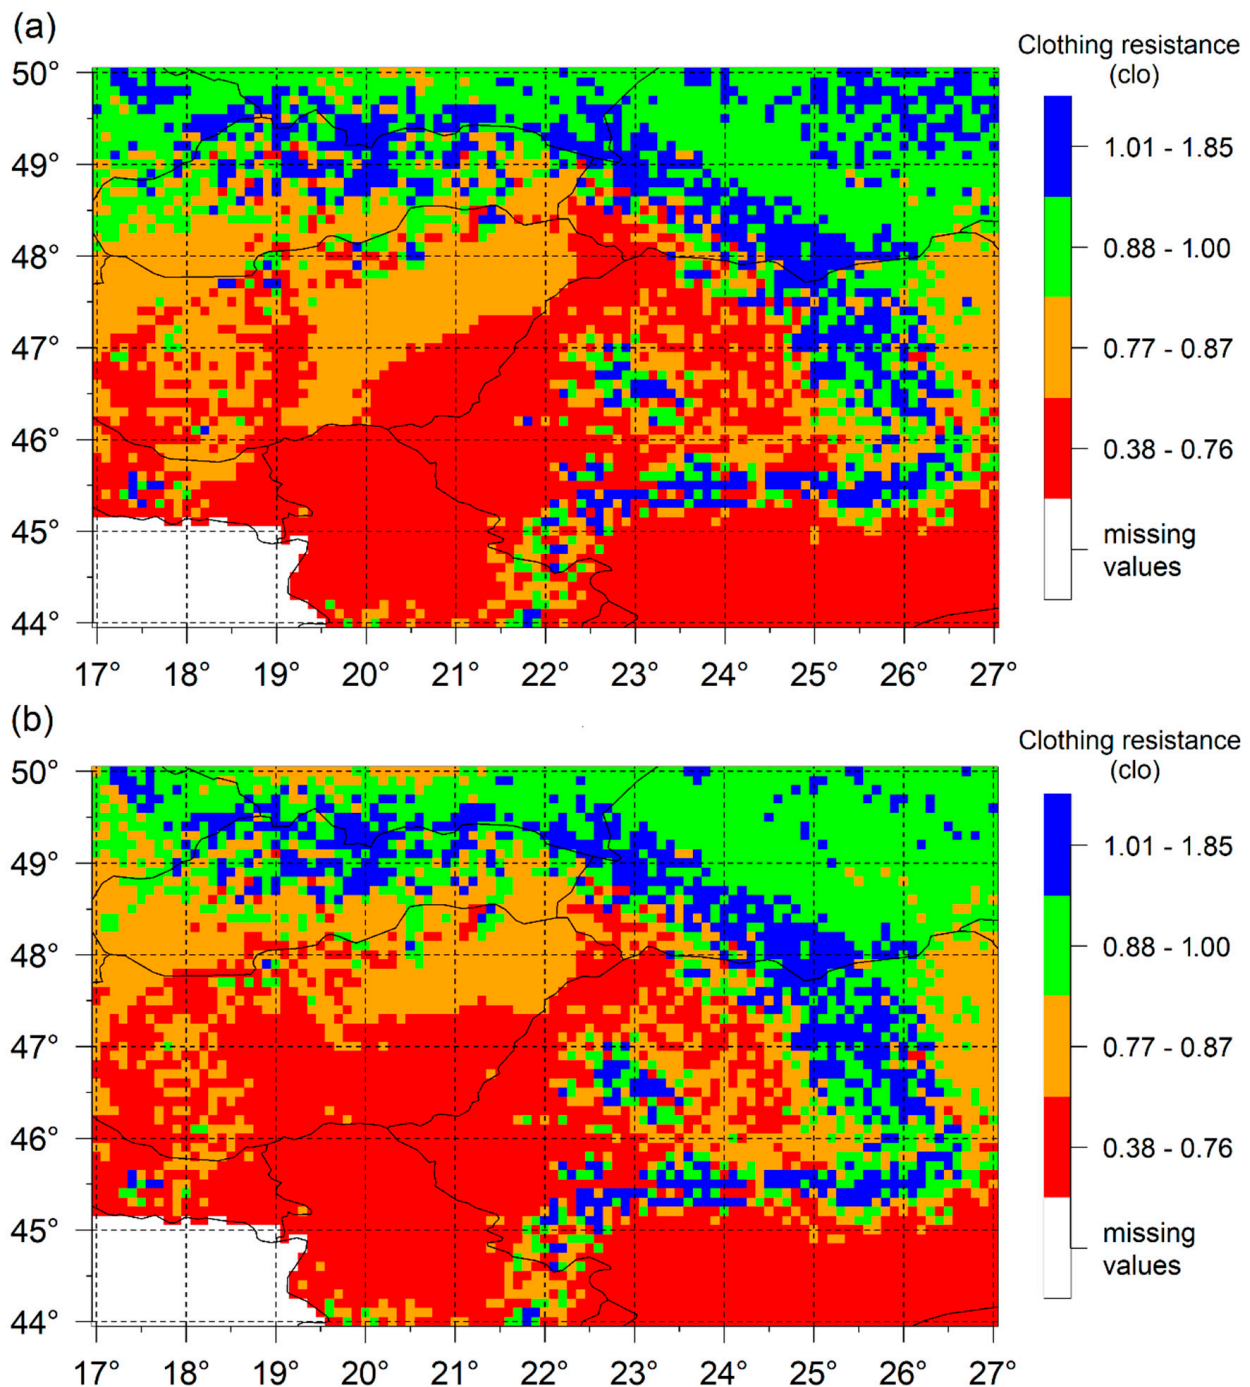 (a)
Clothing resistance
(clo)
50°
49°
48°
47°
46°
45°
44°
17°
18°
19°
20°
21°
22°
23°
24°
25°
26°
27°
1.01 - 1.85
0.88 - 1.00
0.77 - 0.87
0.38 - 0.76
missing
values
(b)
Clothing resistance
(clo)
50°
49°
48°
47°
46°
45°
44°
17°
18°
19°
20°
21°
22°
23°
24°
25°
26°
27°
1.01 - 1.85
0.88 - 1.00
0.77 - 0.87
0.38 - 0.76
missing
values